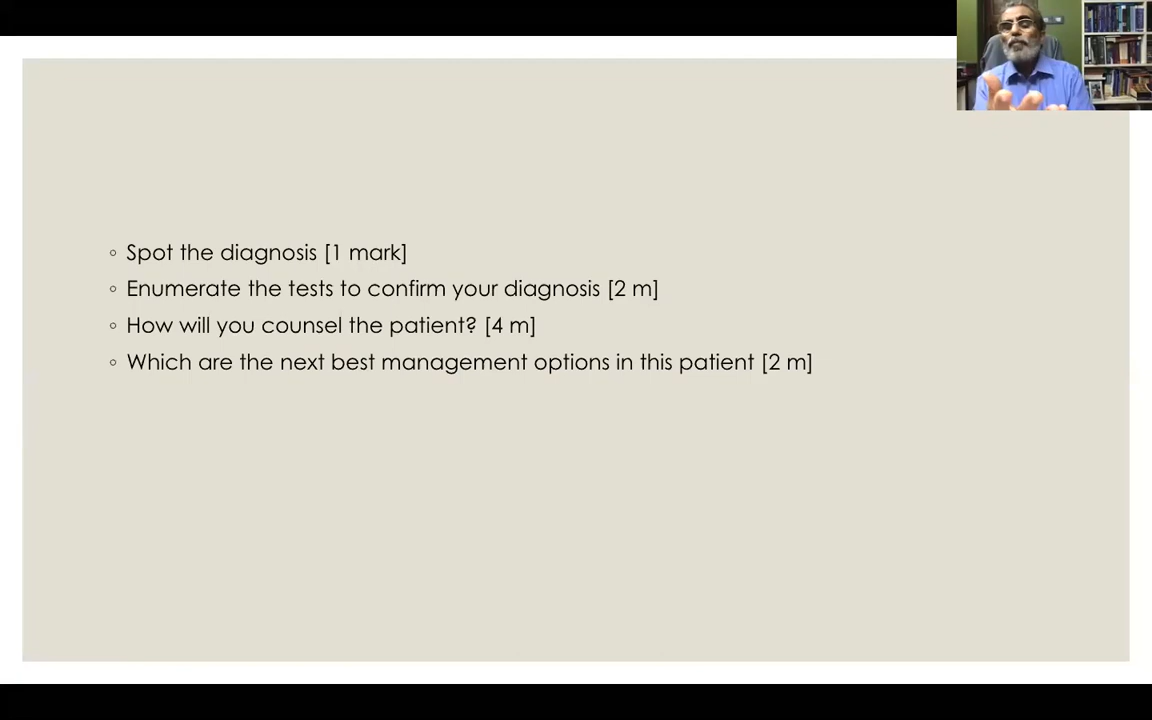 ◦ Spot the diagnosis [1 mark]
◦ Enumerate the tests to confirm your diagnosis [2 m]
◦ How will you counsel the patient? [4 m]
◦ Which are the next best management options in this patient [2 m]